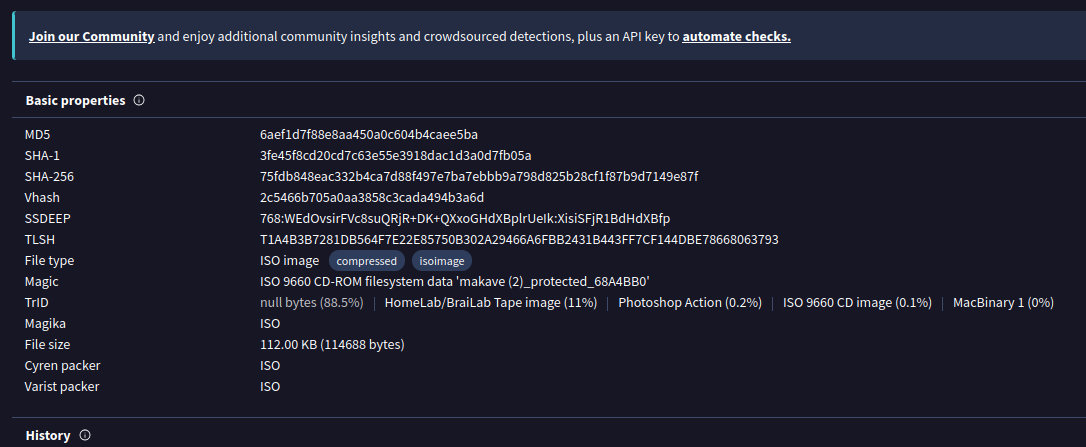 Join our Community and enjoy additional community insights and crowdsourced detections, plus an API key to automate checks.
Basic properties
MD5 6aef1d7f88e8aa450a0c604b4caee5ba
SHA-1 3fe45f8cd20cd7c63e55e3918dac1d3a0d7fb05a
SHA-256 75fdb848eac332b4ca7d88f497e7ba7ebbb9a798d825b28cf1f87b9d7149e87f
Vhash 2c5466b705a0aa3858c3cada494b3a6d
SSDEEP 768:WEdOvsirFVc8suQRjR+DK+QXxoGHdXBplrUeIk:XisiSFjR1BdHdXBfp
TLSH T1A4B3B7281DB564F7E22E85750B302A29466A6FBB2431B443FF7CF144DBE78668063793
File type ISO image compressed isoimage
Magic ISO 9660 CD-ROM filesystem data 'makave (2)_protected_68A4BB0'
TrID null bytes (88.5%) | HomeLab/BraiLab Tape image (11%) | Photoshop Action (0.2%) | ISO 9660 CD image (0.1%) | MacBinary 1 (0%)
Magika ISO
File size 112.00 KB (114688 bytes)
Cyren packer ISO
Varist packer ISO
History